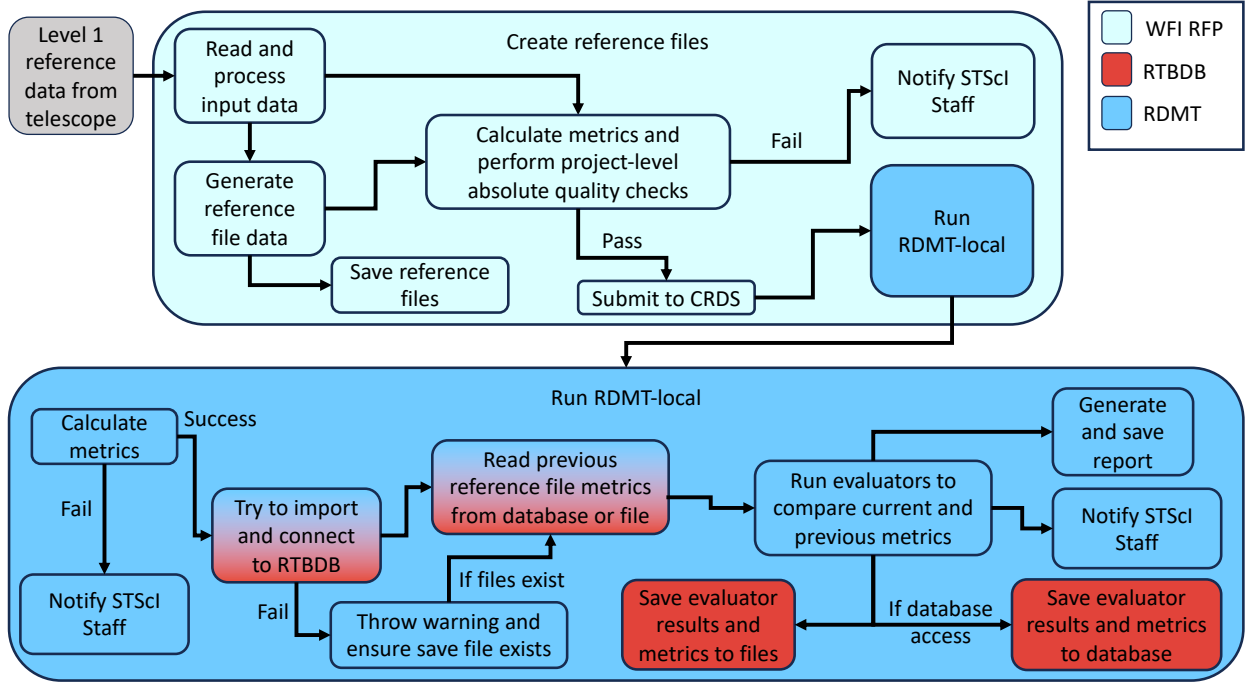 Level 1
reference
data from
telescope
Create reference files
Read and
process
input data
Generate
reference
file data
Save reference
files
Calculate metrics and
perform project-level
absolute quality checks
Fail
Notify STScI
Staff
Pass
Submit to CRDS
Run
RDMT-local
WFI RFP
RTBDB
RDMT
Run RDMT-local
Calculate
metrics
Success
Fail
Notify STScI
Staff
Try to import
and connect
to RTBDB
Fail
Throw warning and
ensure save file exists
If files exist
Read previous
reference file metrics
from database or file
Run evaluators to
compare current and
previous metrics
Generate
and save
report
Notify STScI
Staff
Save evaluator
results and
metrics to files
If database
access
Save evaluator
results and metrics
to database